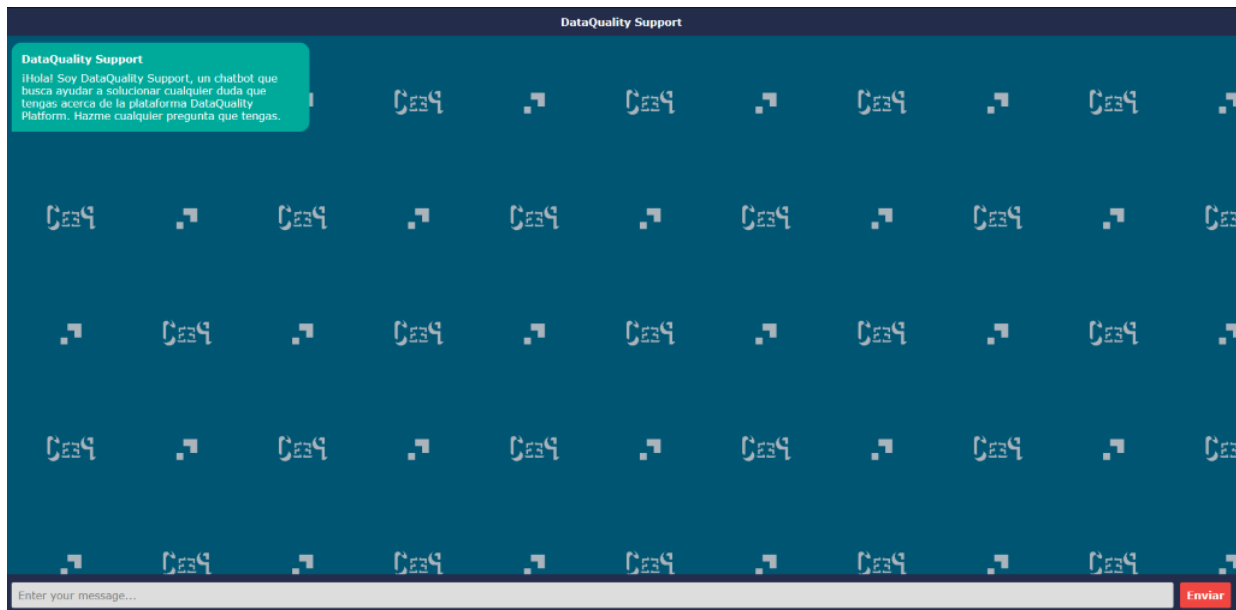 DataQuality Support
DataQuality Support
¡Hola! Soy DataQuality Support, un chatbot que
busca ayudar a solucionar cualquier duda que
tengas acerca de la plataforma DataQuality
Platform. Hazme cualquier pregunta que tengas.
Enter your message...
Enviar